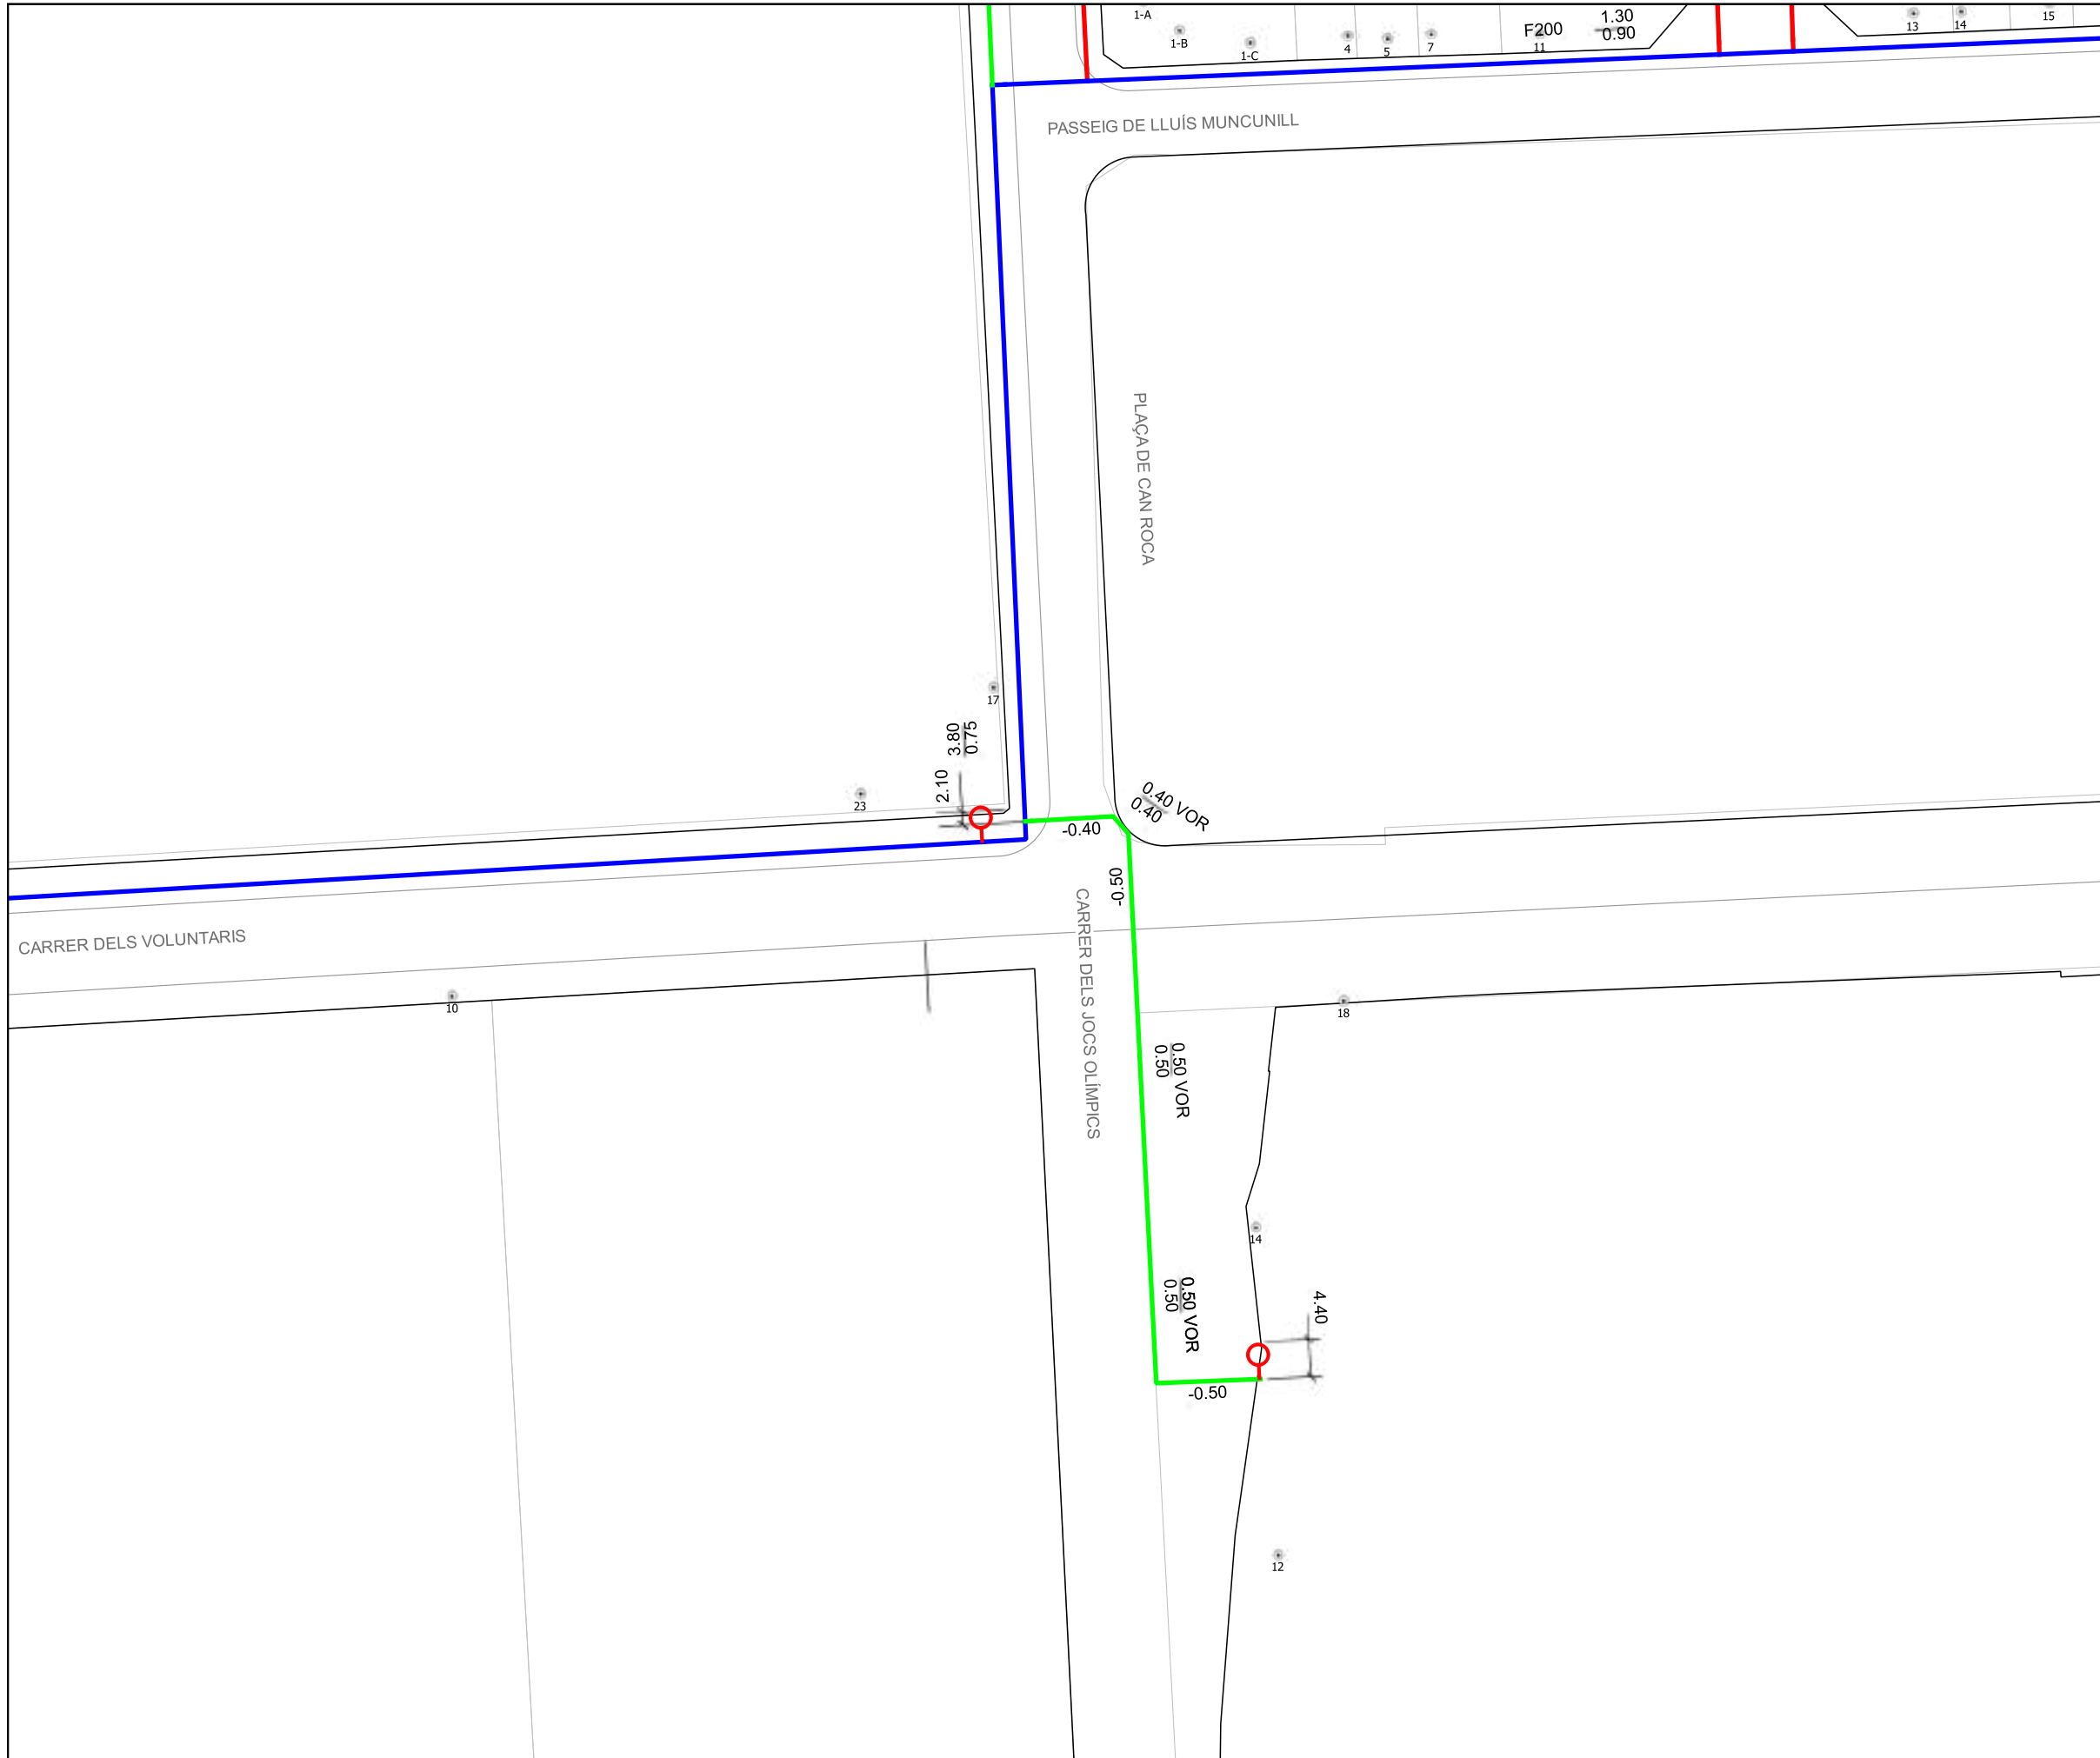 1-A
1-B
1-C
4
5
7
F200
11
1.30
0.90
13
14
15
PASSEIG DE LLUÍS MUNCUNILL
PLAÇA DE CAN ROCA
17
3.80
0.75
2.10
23
0.40 VOR
0.40
-0.40
-0.50
CARRER DELS VOLUNTARIS
CARRER DELS JOCS OLÍMPICS
10
18
0.50 VOR
0.50
14
0.50 VOR
0.50
4.40
-0.50
12